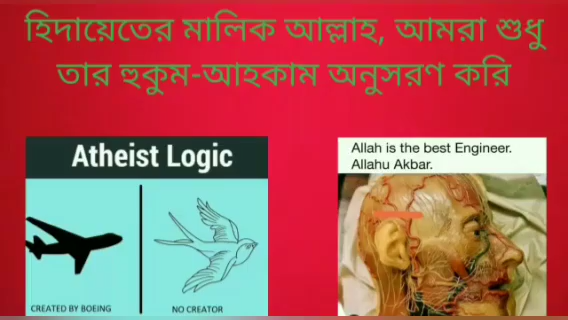 হিদায়েতের মালিক আল্লাহ, আমরা শুধু
তার হুকুম-আহকাম অনুসরণ করি
Atheist Logic
CREATED BY BOEING
NO CREATOR
Allah is the best Engineer.
Allahu Akbar.